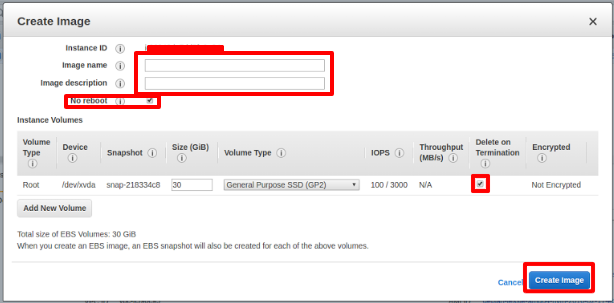 Create Image
Instance ID
Image name
Image description
No reboot
Instance Volumes
Volume Type Device Snapshot Size (GiB) Volume Type IOPS Throughput (MB/s) Delete on Termination Encrypted
Root /dev/xvda snap-218334c8 30 General Purpose SSD (GP2) 100 / 3000 N/A Not Encrypted
Add New Volume
Total size of EBS Volumes: 30 GiB
When you create an EBS image, an EBS snapshot will also be created for each of the above volumes.
Cancel Create Image